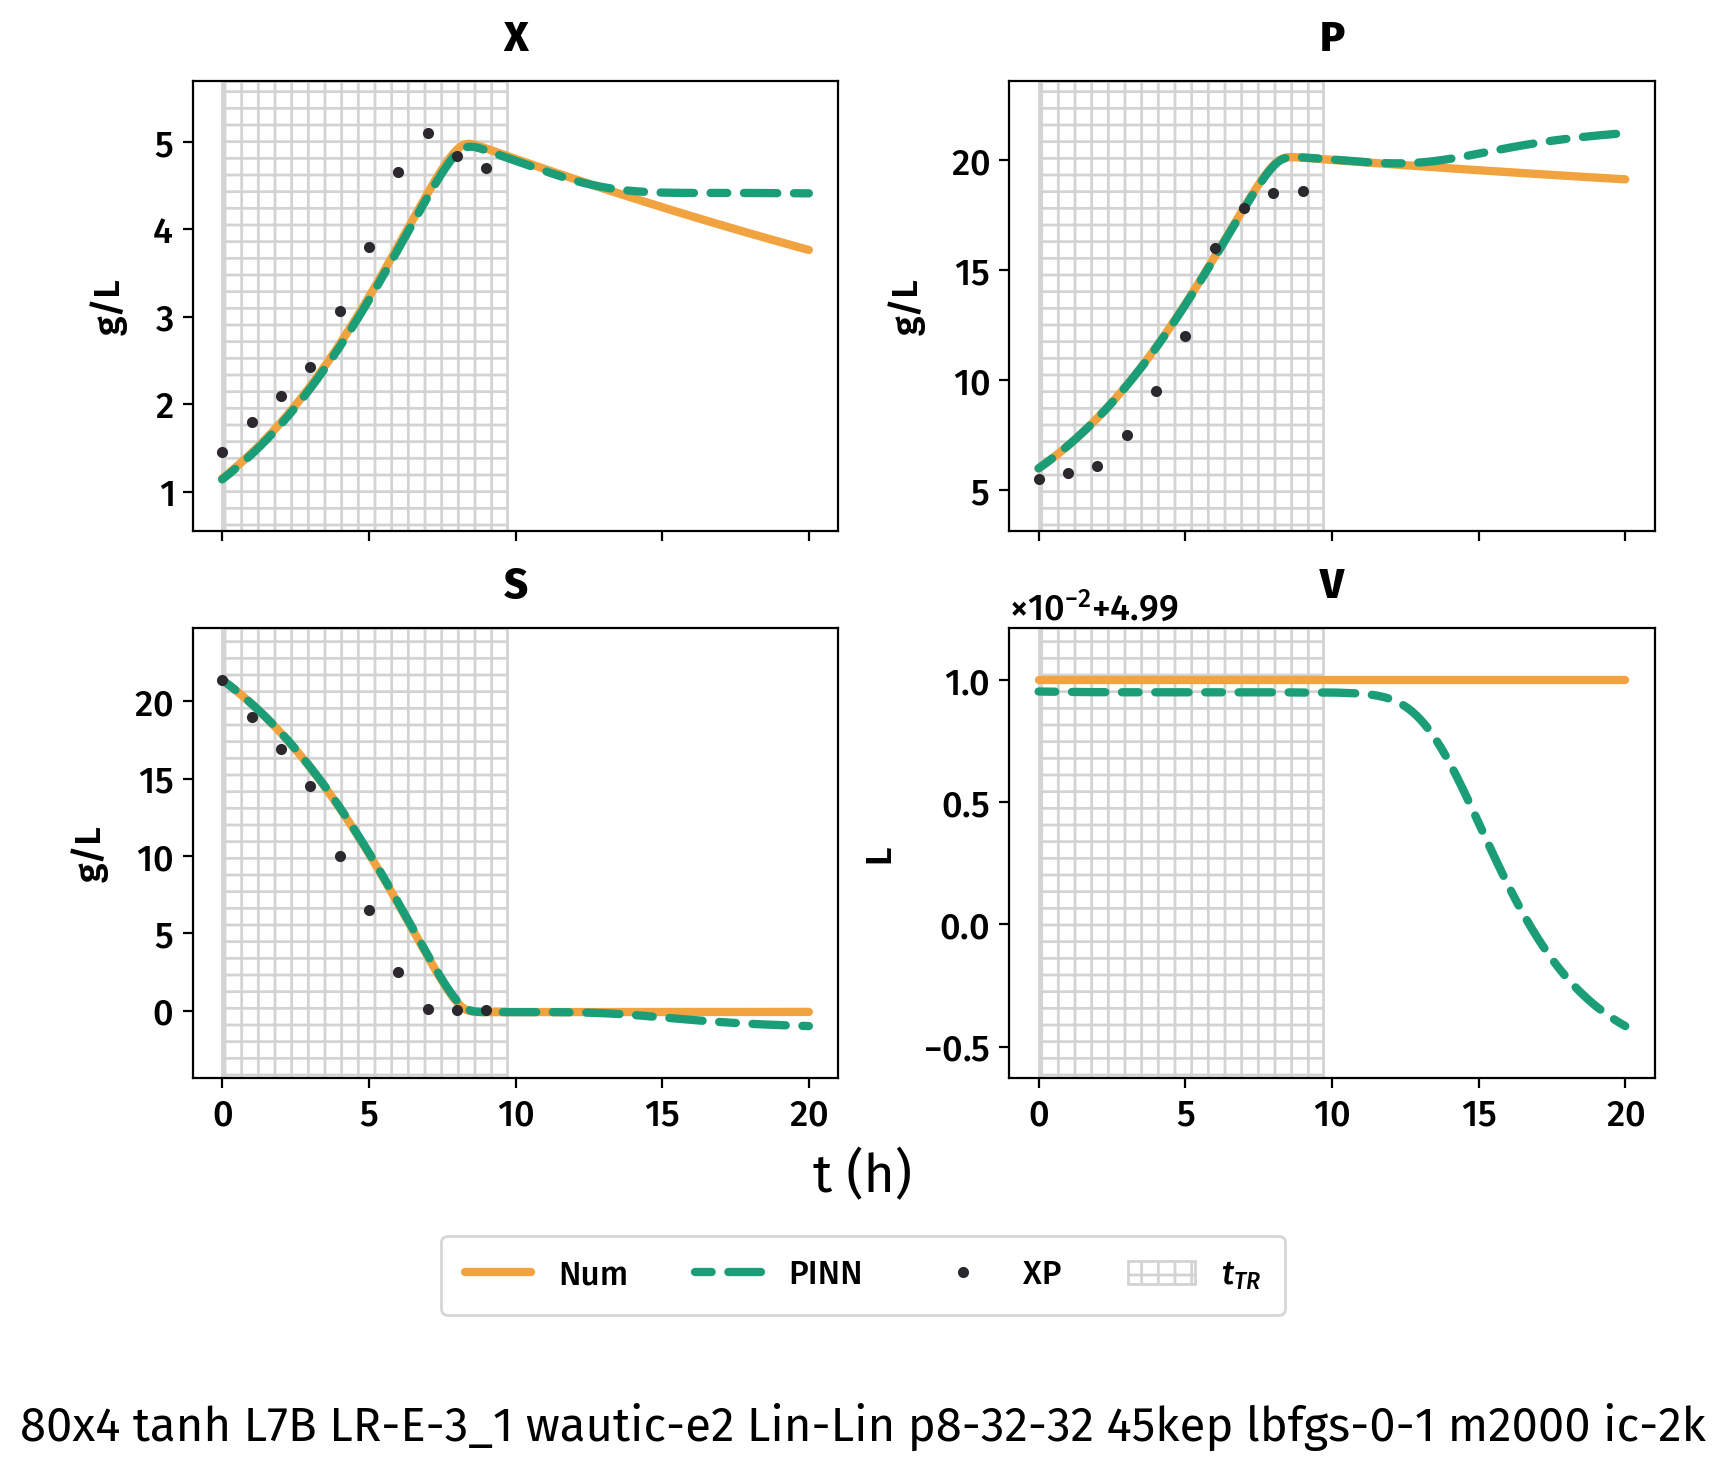 X
P
5
4
3
2
1
g/L
20
15
10
5
g/L
S
V
×10⁻²+4.99
20
15
10
5
0
g/L
1.0
0.5
0.0
−0.5
L
0 5 10 15 20
0 5 10 15 20
t (h)
Num PINN XP t_TR
80x4 tanh L7B LR-E-3_1 wautic-e2 Lin-Lin p8-32-32 45kep lbfgs-0-1 m2000 ic-2k